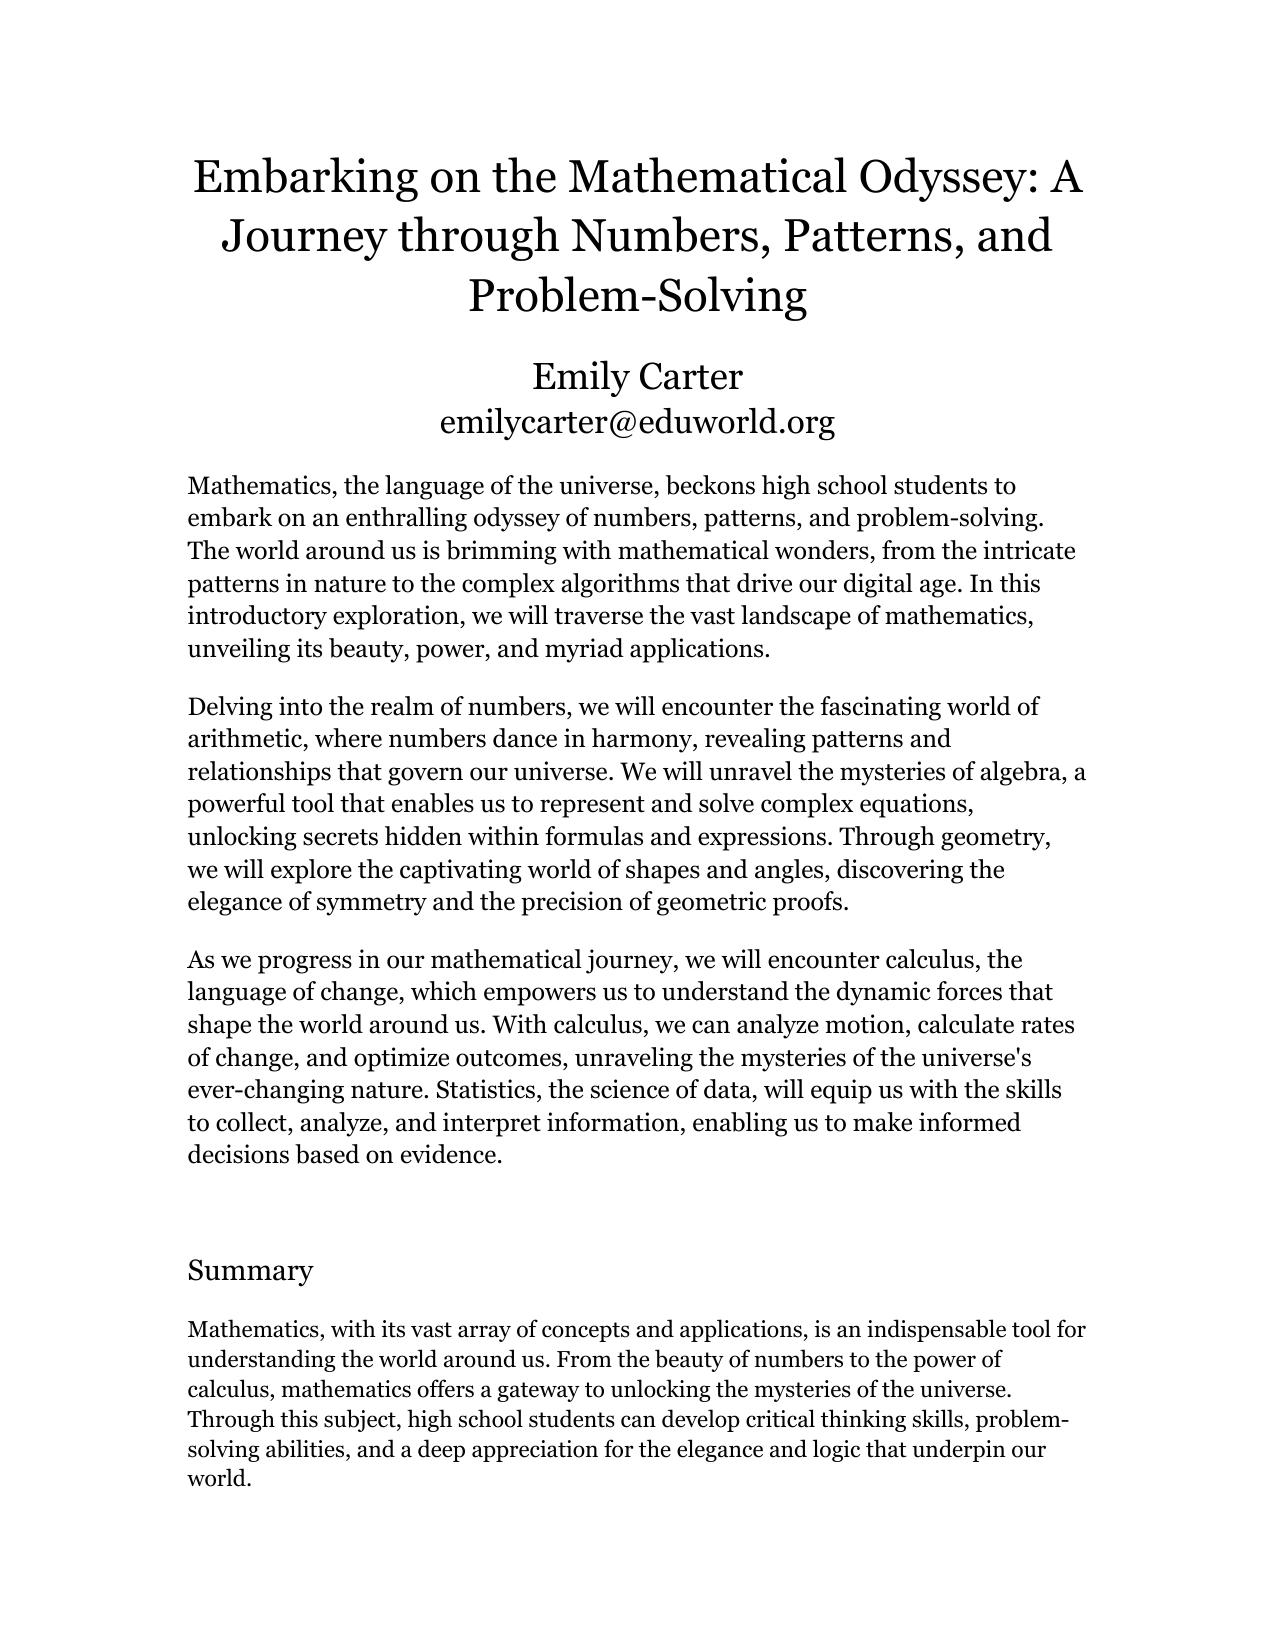 Embarking on the Mathematical Odyssey: A
Journey through Numbers, Patterns, and
Problem-Solving
Emily Carter
emilycarter@eduworld.org
Mathematics, the language of the universe, beckons high school students to
embark on an enthralling odyssey of numbers, patterns, and problem-solving.
The world around us is brimming with mathematical wonders, from the intricate
patterns in nature to the complex algorithms that drive our digital age. In this
introductory exploration, we will traverse the vast landscape of mathematics,
unveiling its beauty, power, and myriad applications.
Delving into the realm of numbers, we will encounter the fascinating world of
arithmetic, where numbers dance in harmony, revealing patterns and
relationships that govern our universe. We will unravel the mysteries of algebra, a
powerful tool that enables us to represent and solve complex equations,
unlocking secrets hidden within formulas and expressions. Through geometry,
we will explore the captivating world of shapes and angles, discovering the
elegance of symmetry and the precision of geometric proofs.
As we progress in our mathematical journey, we will encounter calculus, the
language of change, which empowers us to understand the dynamic forces that
shape the world around us. With calculus, we can analyze motion, calculate rates
of change, and optimize outcomes, unraveling the mysteries of the universe's
ever-changing nature. Statistics, the science of data, will equip us with the skills
to collect, analyze, and interpret information, enabling us to make informed
decisions based on evidence.
Summary
Mathematics, with its vast array of concepts and applications, is an indispensable tool for
understanding the world around us. From the beauty of numbers to the power of
calculus, mathematics offers a gateway to unlocking the mysteries of the universe.
Through this subject, high school students can develop critical thinking skills, problem-
solving abilities, and a deep appreciation for the elegance and logic that underpin our
world.